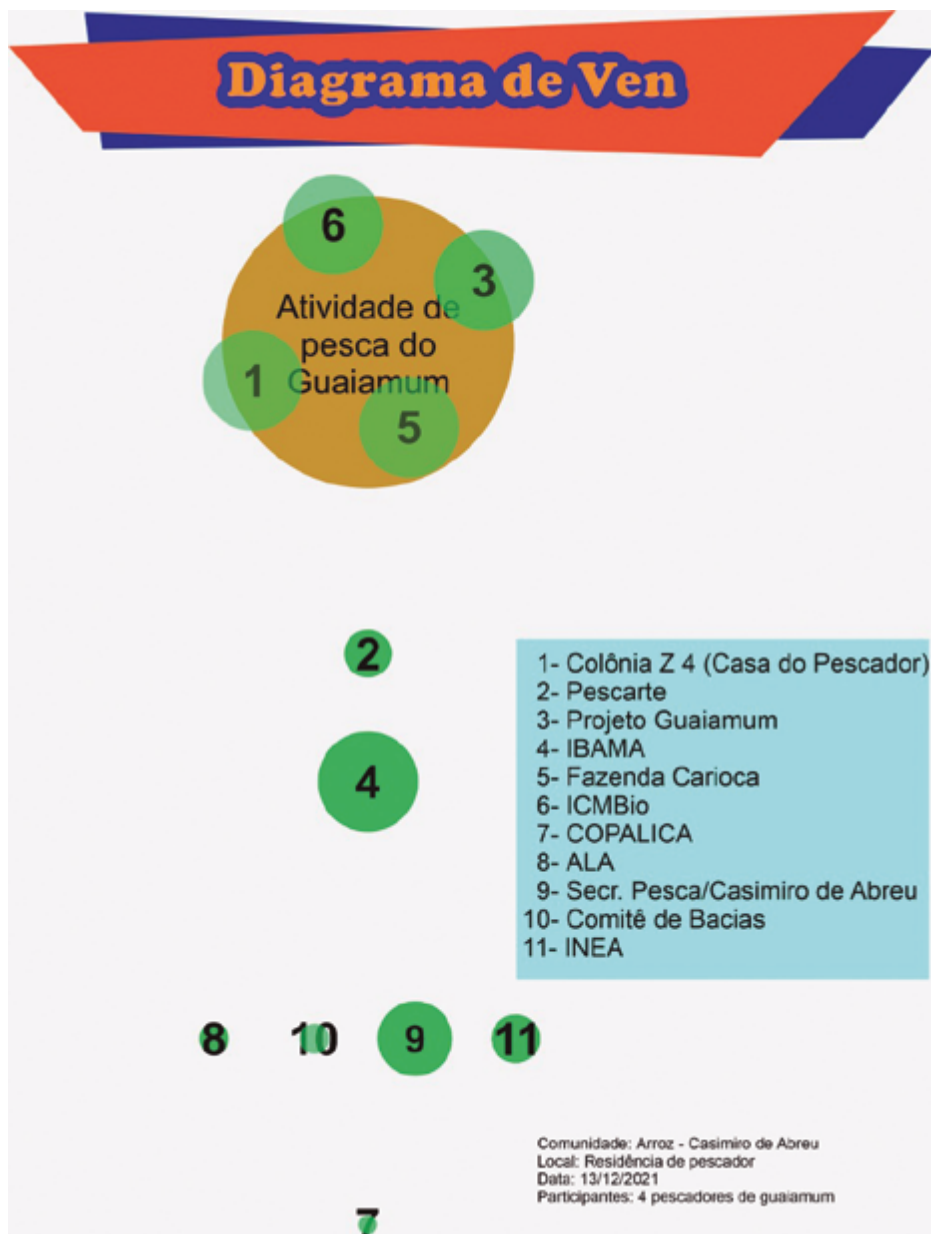 Diagrama de Ven
6
3
Atividade de
pesca do
Guaiamum
1
5
2
4
1- Colônia Z 4 (Casa do Pescador)
2- Pescarte
3- Projeto Guaiamum
4- IBAMA
5- Fazenda Carioca
6- ICMBio
7- COPALICA
8- ALA
9- Secr. Pesca/Casimiro de Abreu
10- Comitê de Bacias
11- INEA
8 10 9 11
Comunidade: Arroz - Casimiro de Abreu
Local: Residência de pescador
Data: 13/12/2021
Participantes: 4 pescadores de guaiamum
7